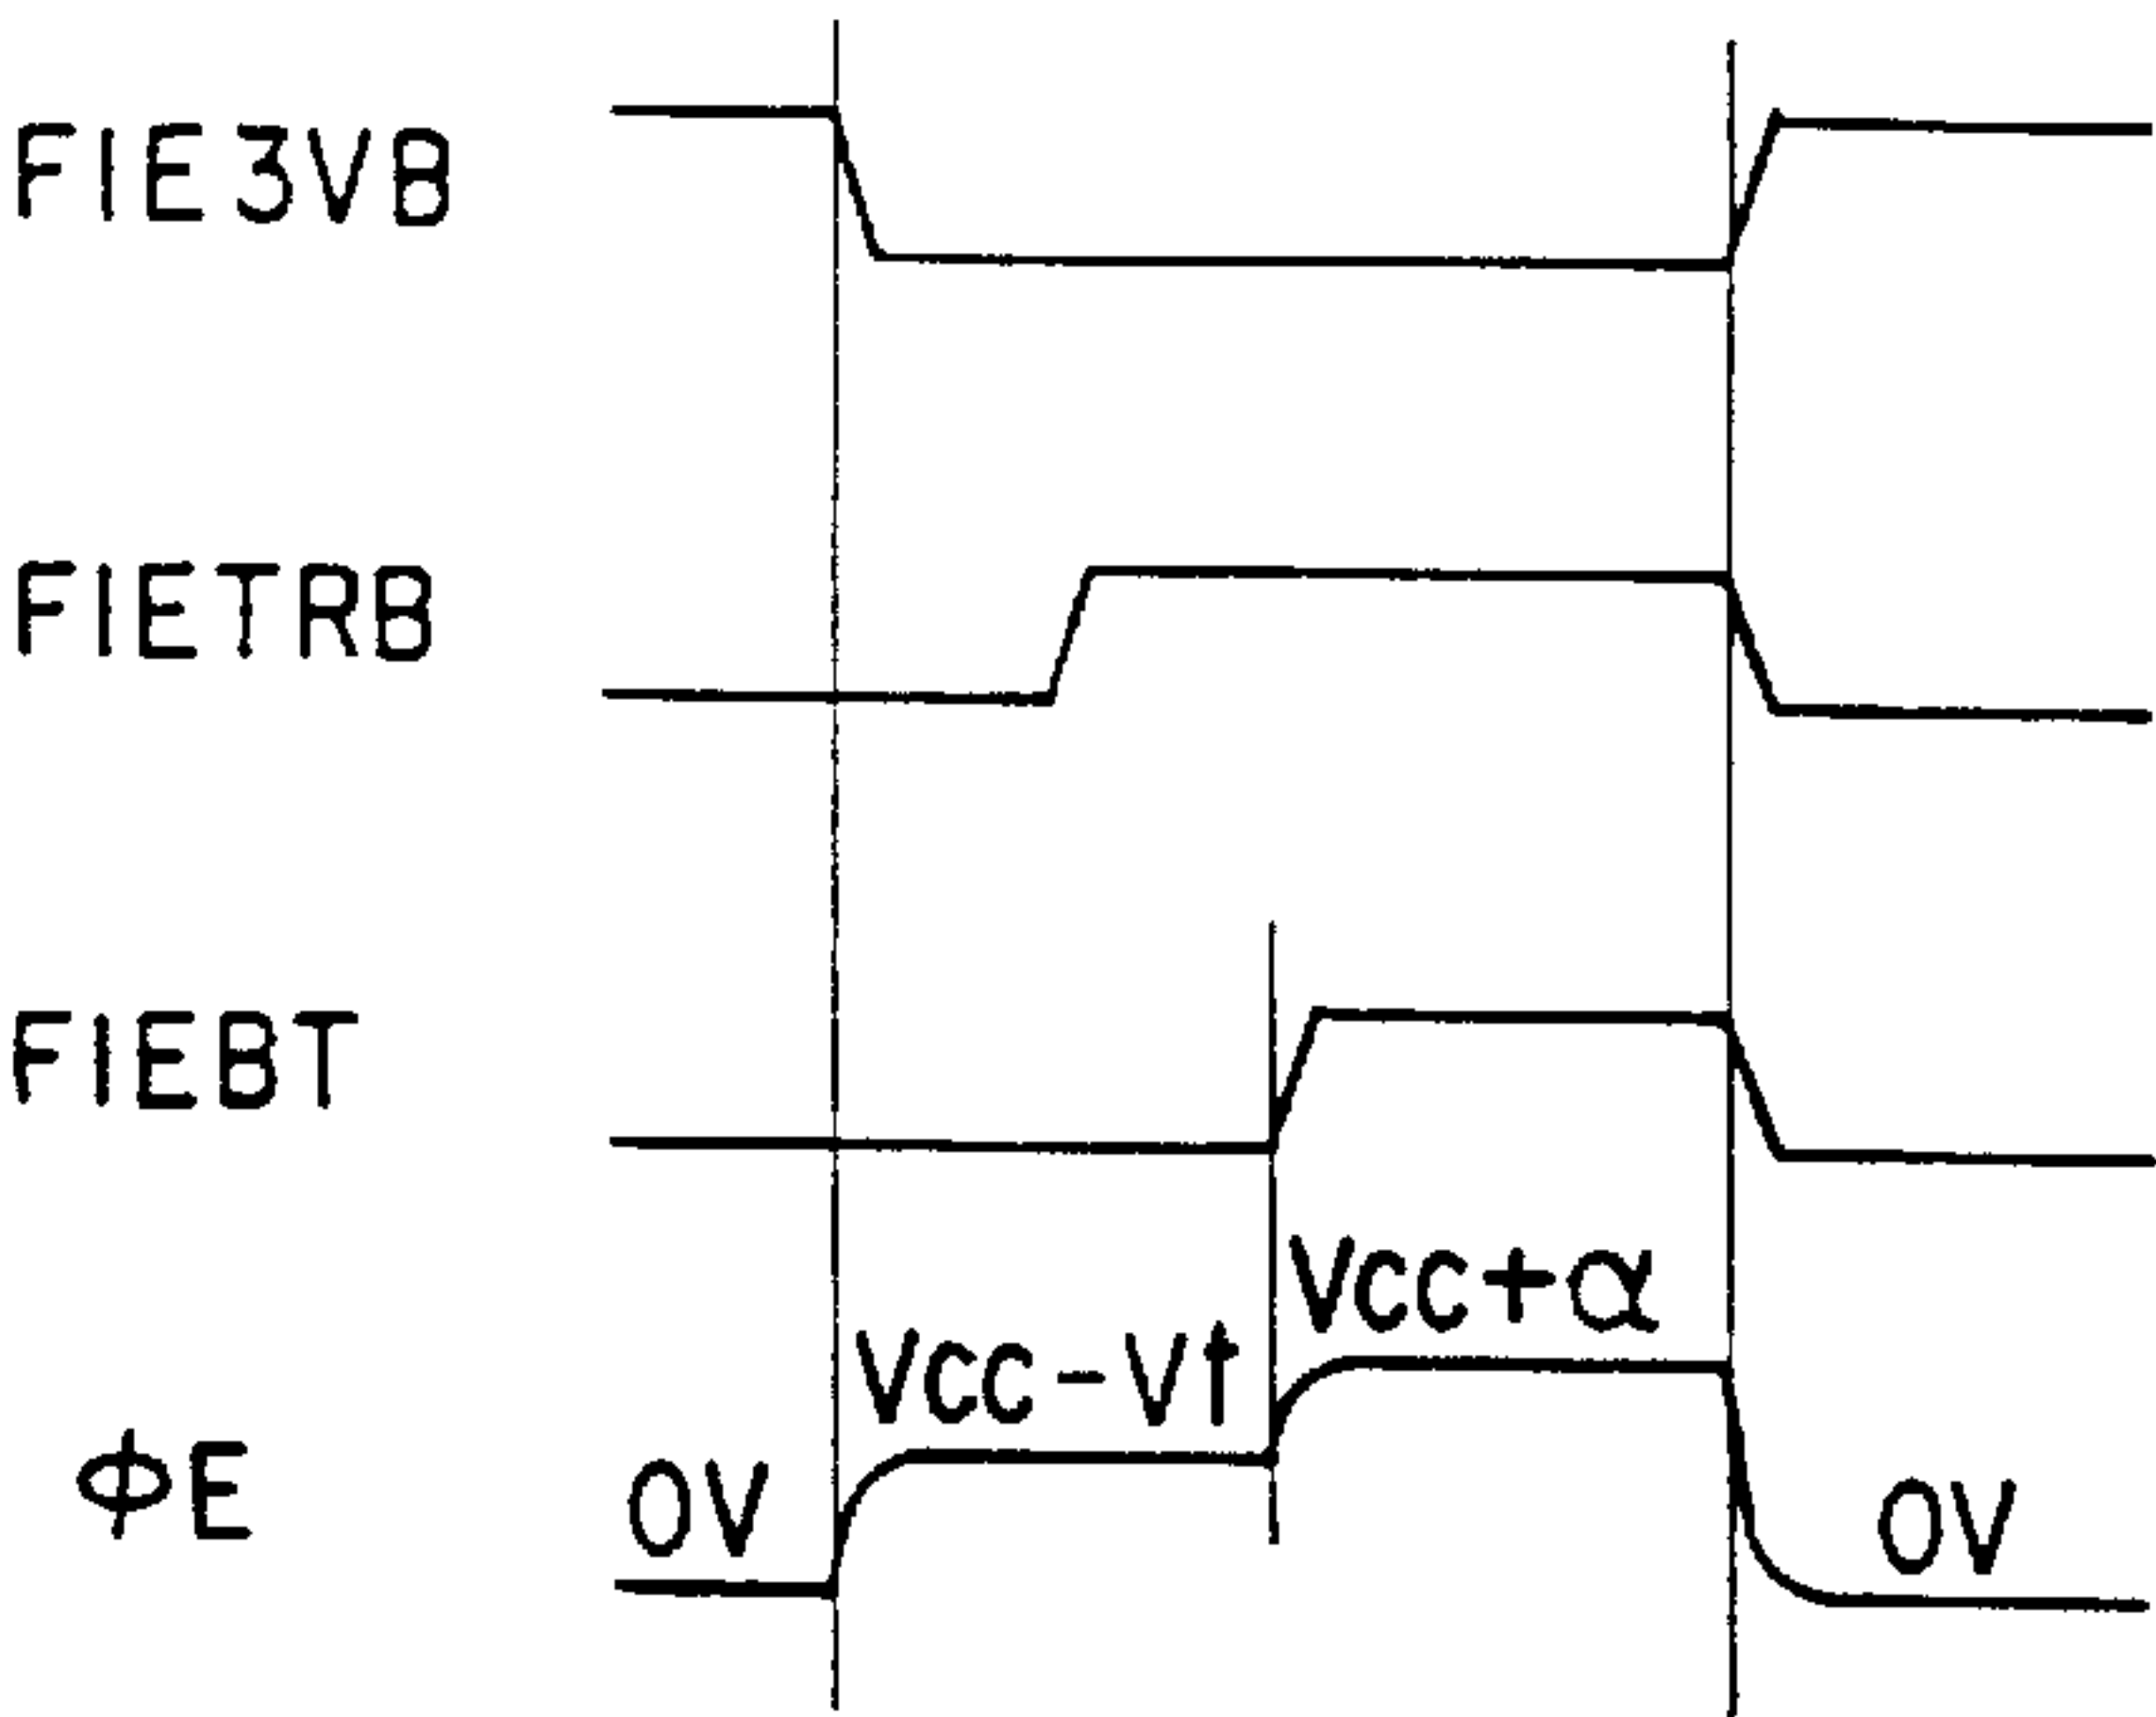 FIE3VB
FIETRB
FIEBT
Vcc+α
Vcc-Vt
ΦE
0V
0V